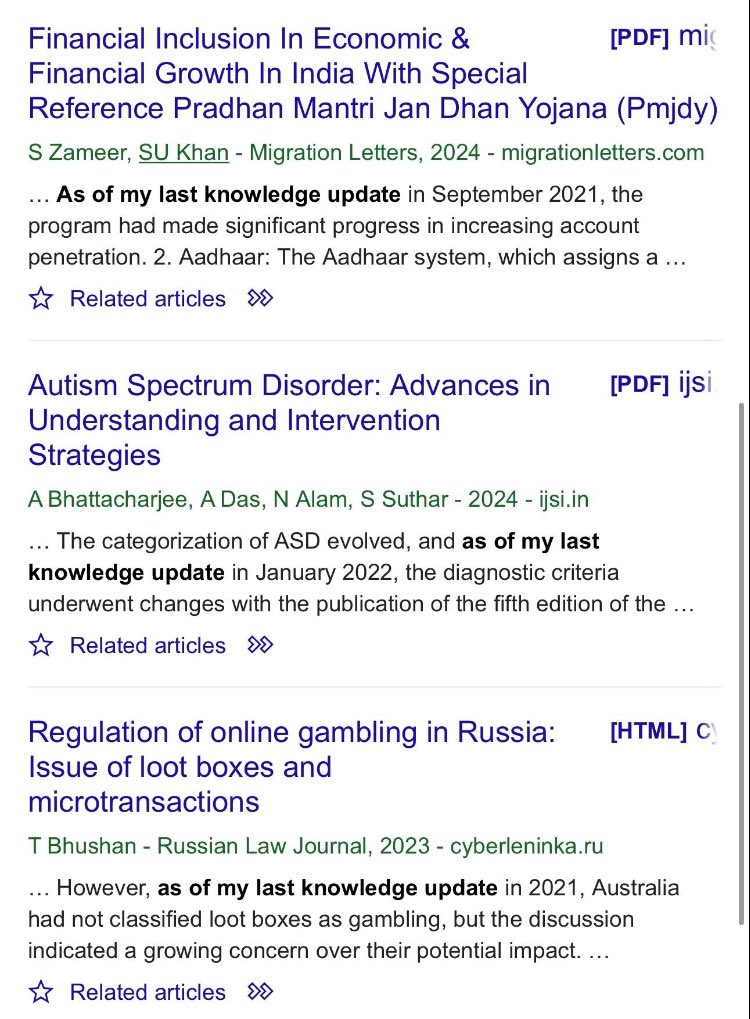 Financial Inclusion In Economic &
Financial Growth In India With Special
Reference Pradhan Mantri Jan Dhan Yojana (Pmjdy)
[PDF]
S Zameer, SU Khan - Migration Letters, 2024 - migrationletters.com
... As of my last knowledge update in September 2021, the
program had made significant progress in increasing account
penetration. 2. Aadhaar: The Aadhaar system, which assigns a ...
Related articles
Autism Spectrum Disorder: Advances in
Understanding and Intervention
Strategies
[PDF] ijsi
A Bhattacharjee, A Das, N Alam, S Suthar - 2024 - ijsi.in
... The categorization of ASD evolved, and as of my last
knowledge update in January 2022, the diagnostic criteria
underwent changes with the publication of the fifth edition of the ...
Related articles
Regulation of online gambling in Russia:
Issue of loot boxes and
microtransactions
[HTML]
T Bhushan - Russian Law Journal, 2023 - cyberleninka.ru
... However, as of my last knowledge update in 2021, Australia
had not classified loot boxes as gambling, but the discussion
indicated a growing concern over their potential impact. ...
Related articles